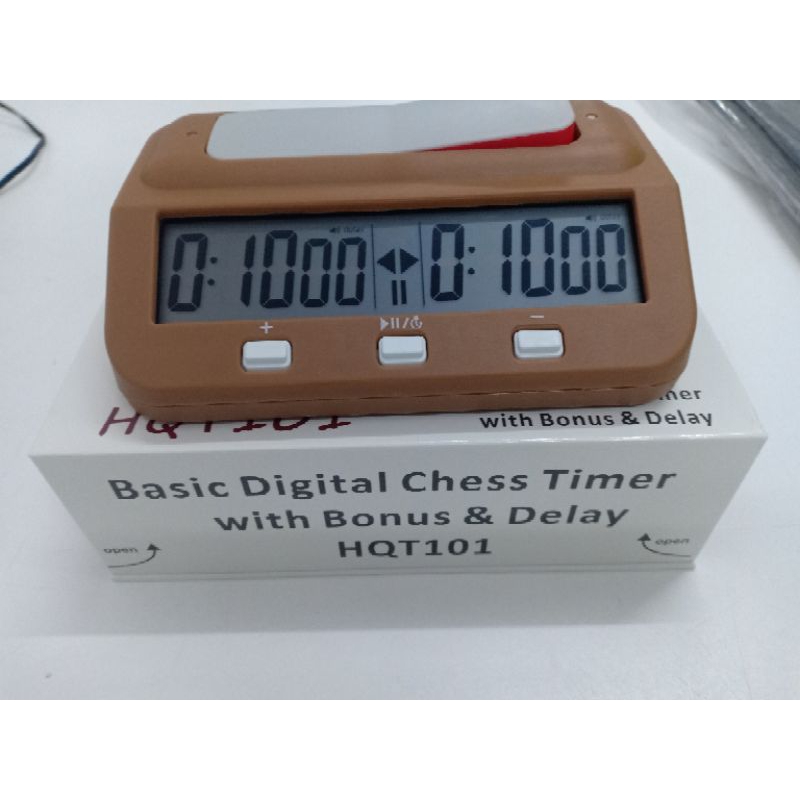 0:1000 0:1000
+ −
HQT101
with Bonus & Delay
Basic Digital Chess Timer
with Bonus & Delay
HQT101
open open